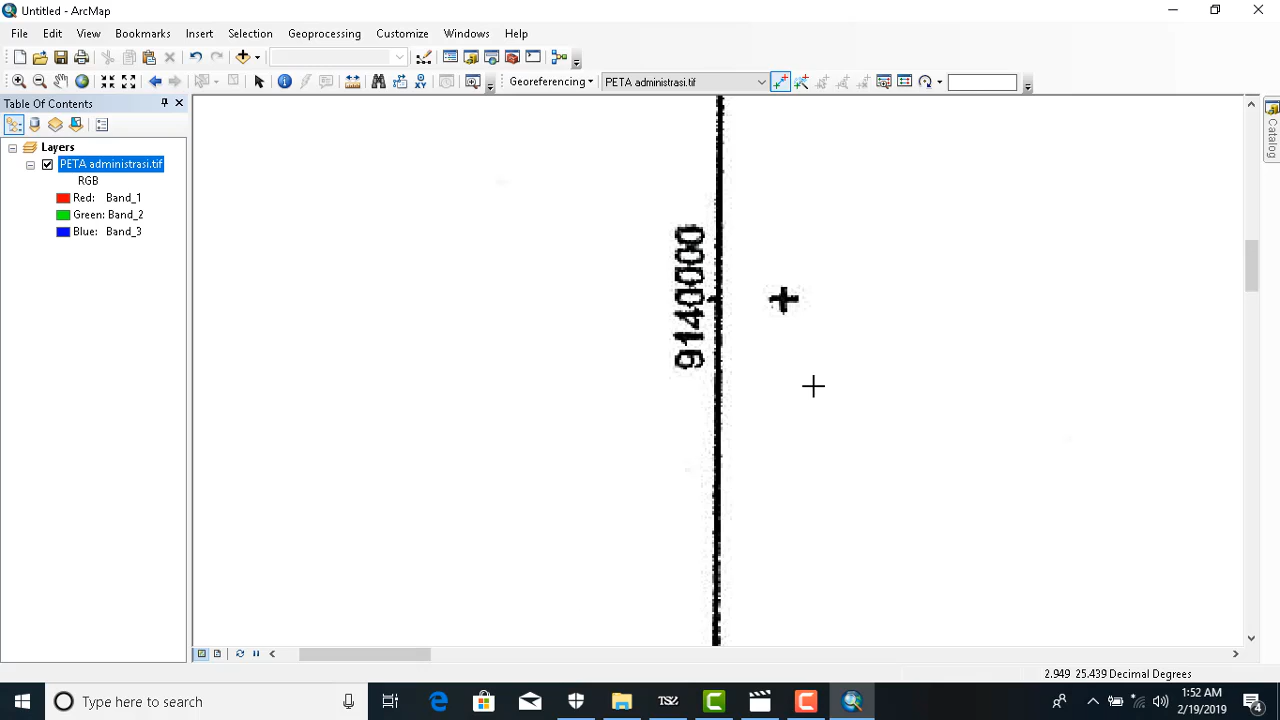 Untitled - ArcMap
File Edit View Bookmarks Insert Selection Geoprocessing Customize Windows Help
Georeferencing PETA administrasi.tif
Table Of Contents
Layers
PETA administrasi.tif
RGB
Red: Band_1
Green: Band_2
Blue: Band_3
9140000
Catalog
2.949 25.439 Decimal Degrees
Type here to search
TS2
1:52 AM
2/19/2019
4